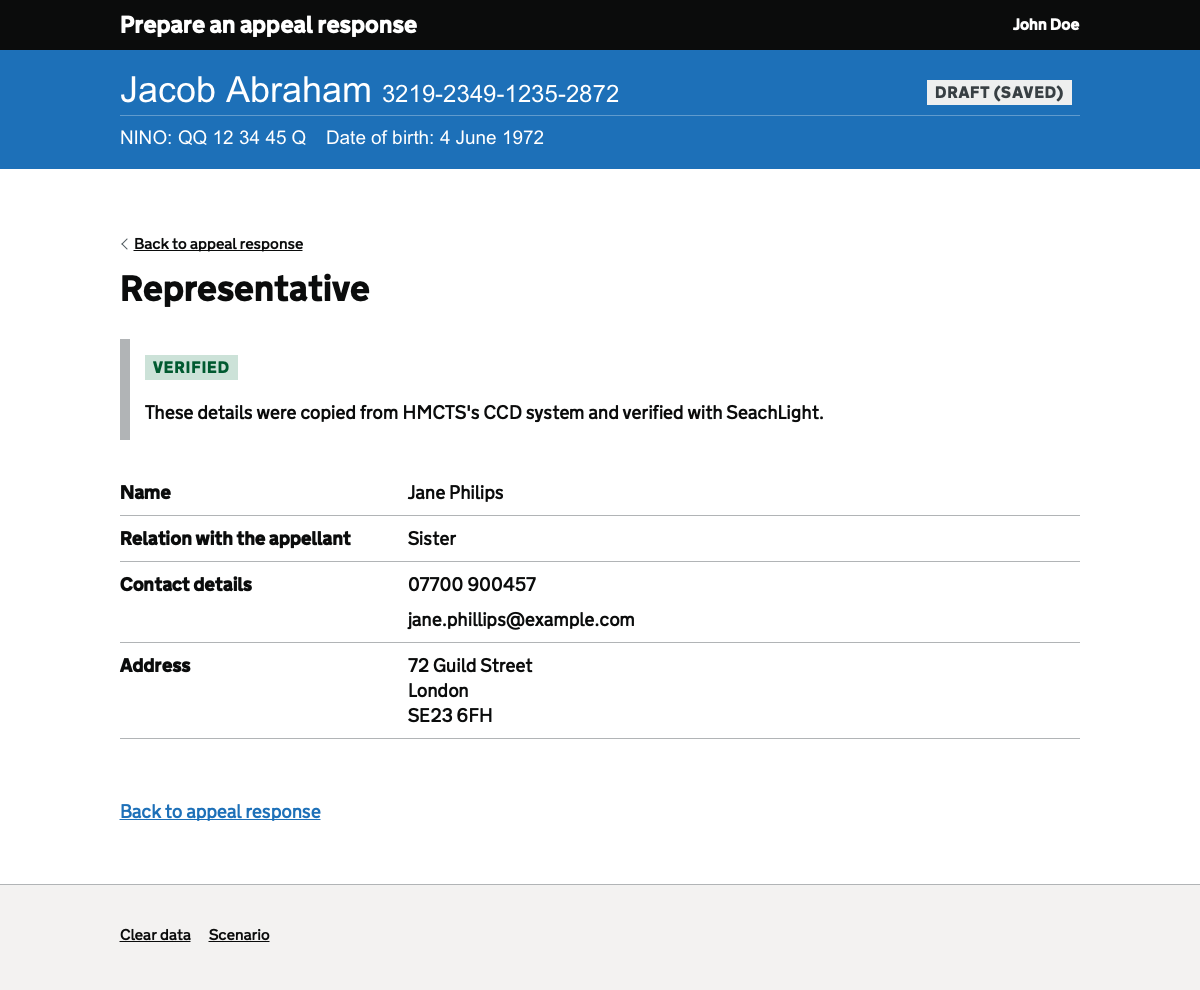 Prepare an appeal response
John Doe
Jacob Abraham 3219-2349-1235-2872
DRAFT (SAVED)
NINO: QQ 12 34 45 Q Date of birth: 4 June 1972
Back to appeal response
Representative
VERIFIED
These details were copied from HMCTS's CCD system and verified with SeachLight.
Name Jane Philips
Relation with the appellant Sister
Contact details 07700 900457
jane.phillips@example.com
Address 72 Guild Street
London
SE23 6FH
Back to appeal response
Clear data Scenario